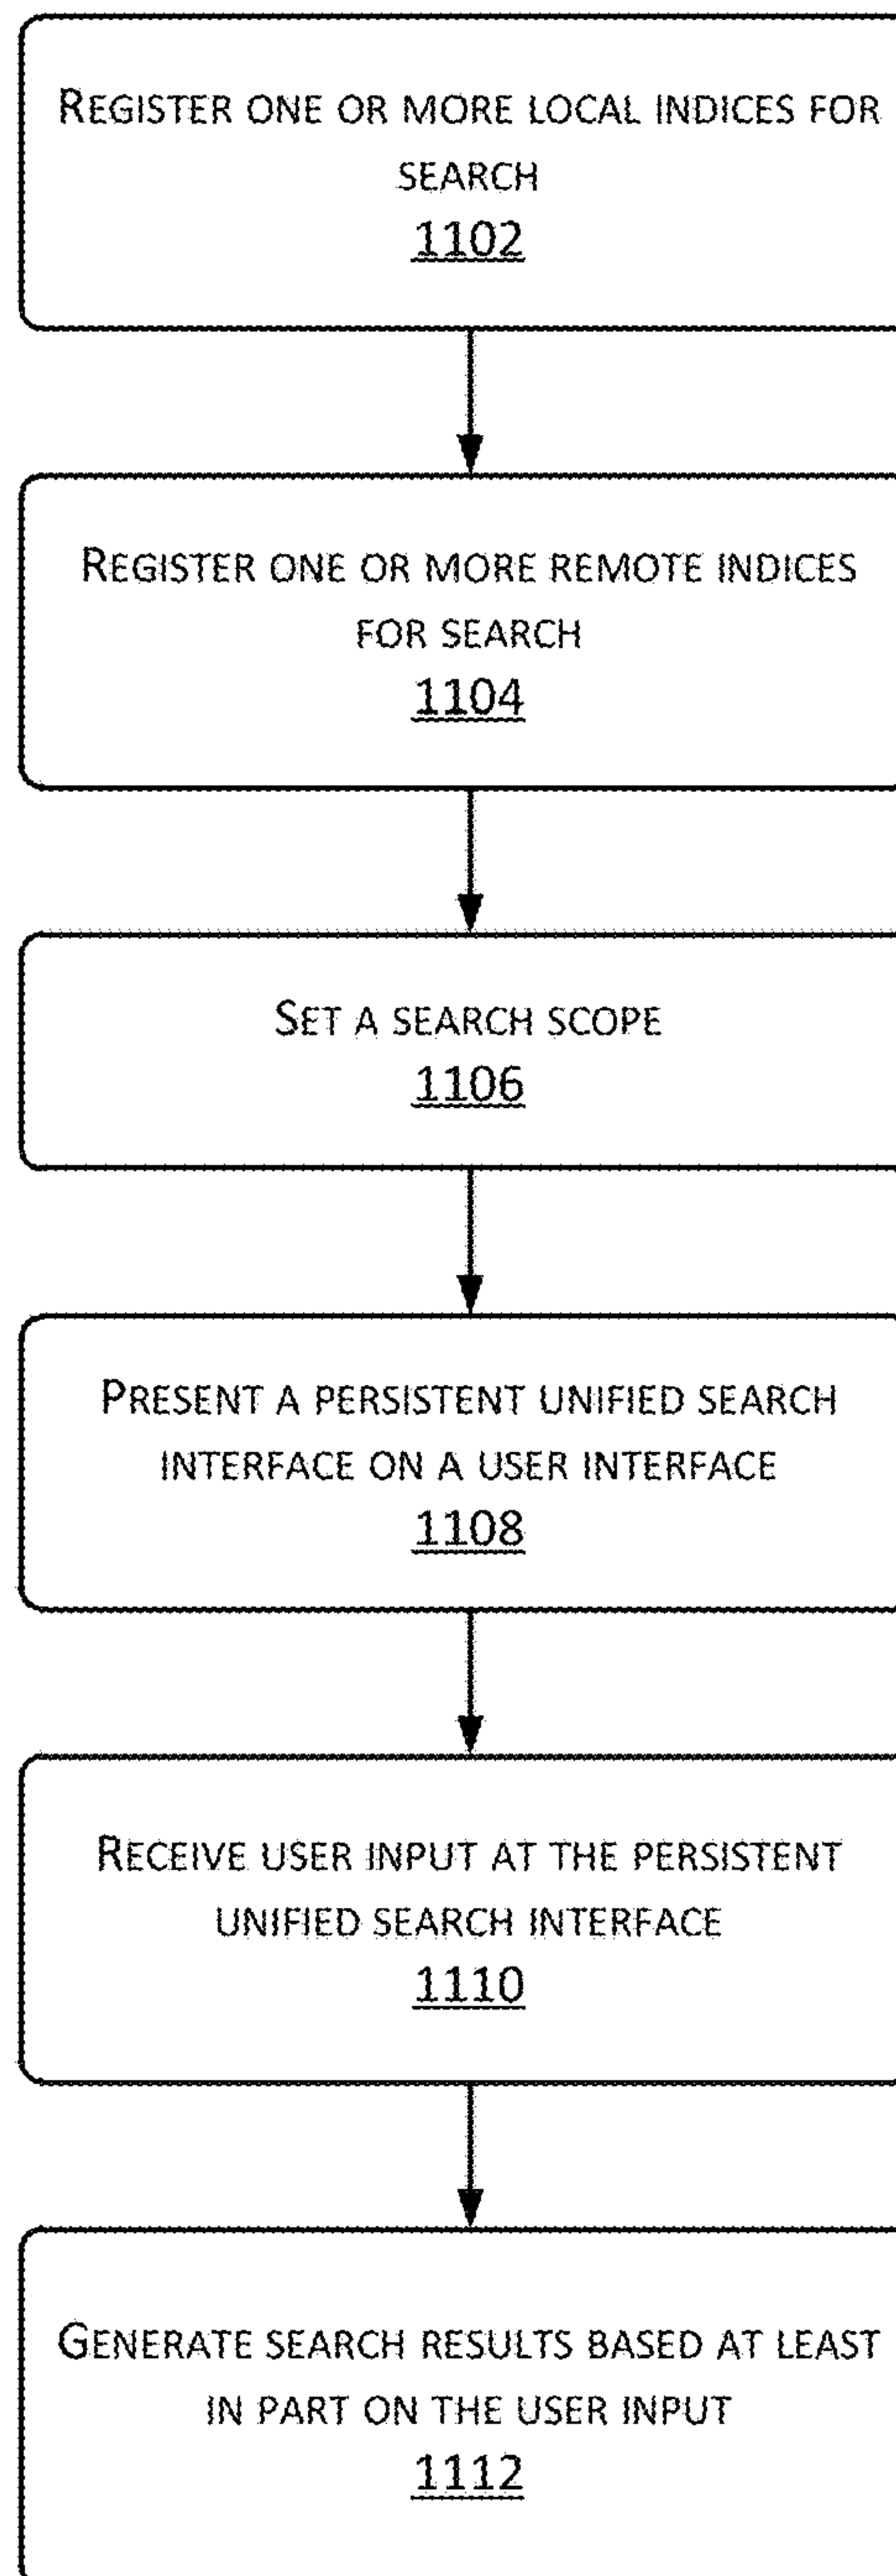 REGISTER ONE OR MORE LOCAL INDICES FOR
SEARCH
1102
REGISTER ONE OR MORE REMOTE INDICES
FOR SEARCH
1104
SET A SEARCH SCOPE
1106
PRESENT A PERSISTENT UNIFIED SEARCH
INTERFACE ON A USER INTERFACE
1108
RECEIVE USER INPUT AT THE PERSISTENT
UNIFIED SEARCH INTERFACE
1110
GENERATE SEARCH RESULTS BASED AT LEAST
IN PART ON THE USER INPUT
1112